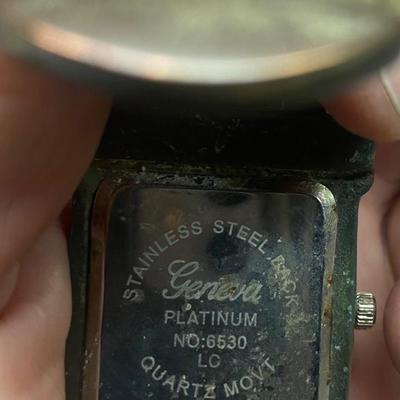 STAINLESS STEEL BACK
Geneva
PLATINUM
NO:6530
LC
QUARTZ MOVT